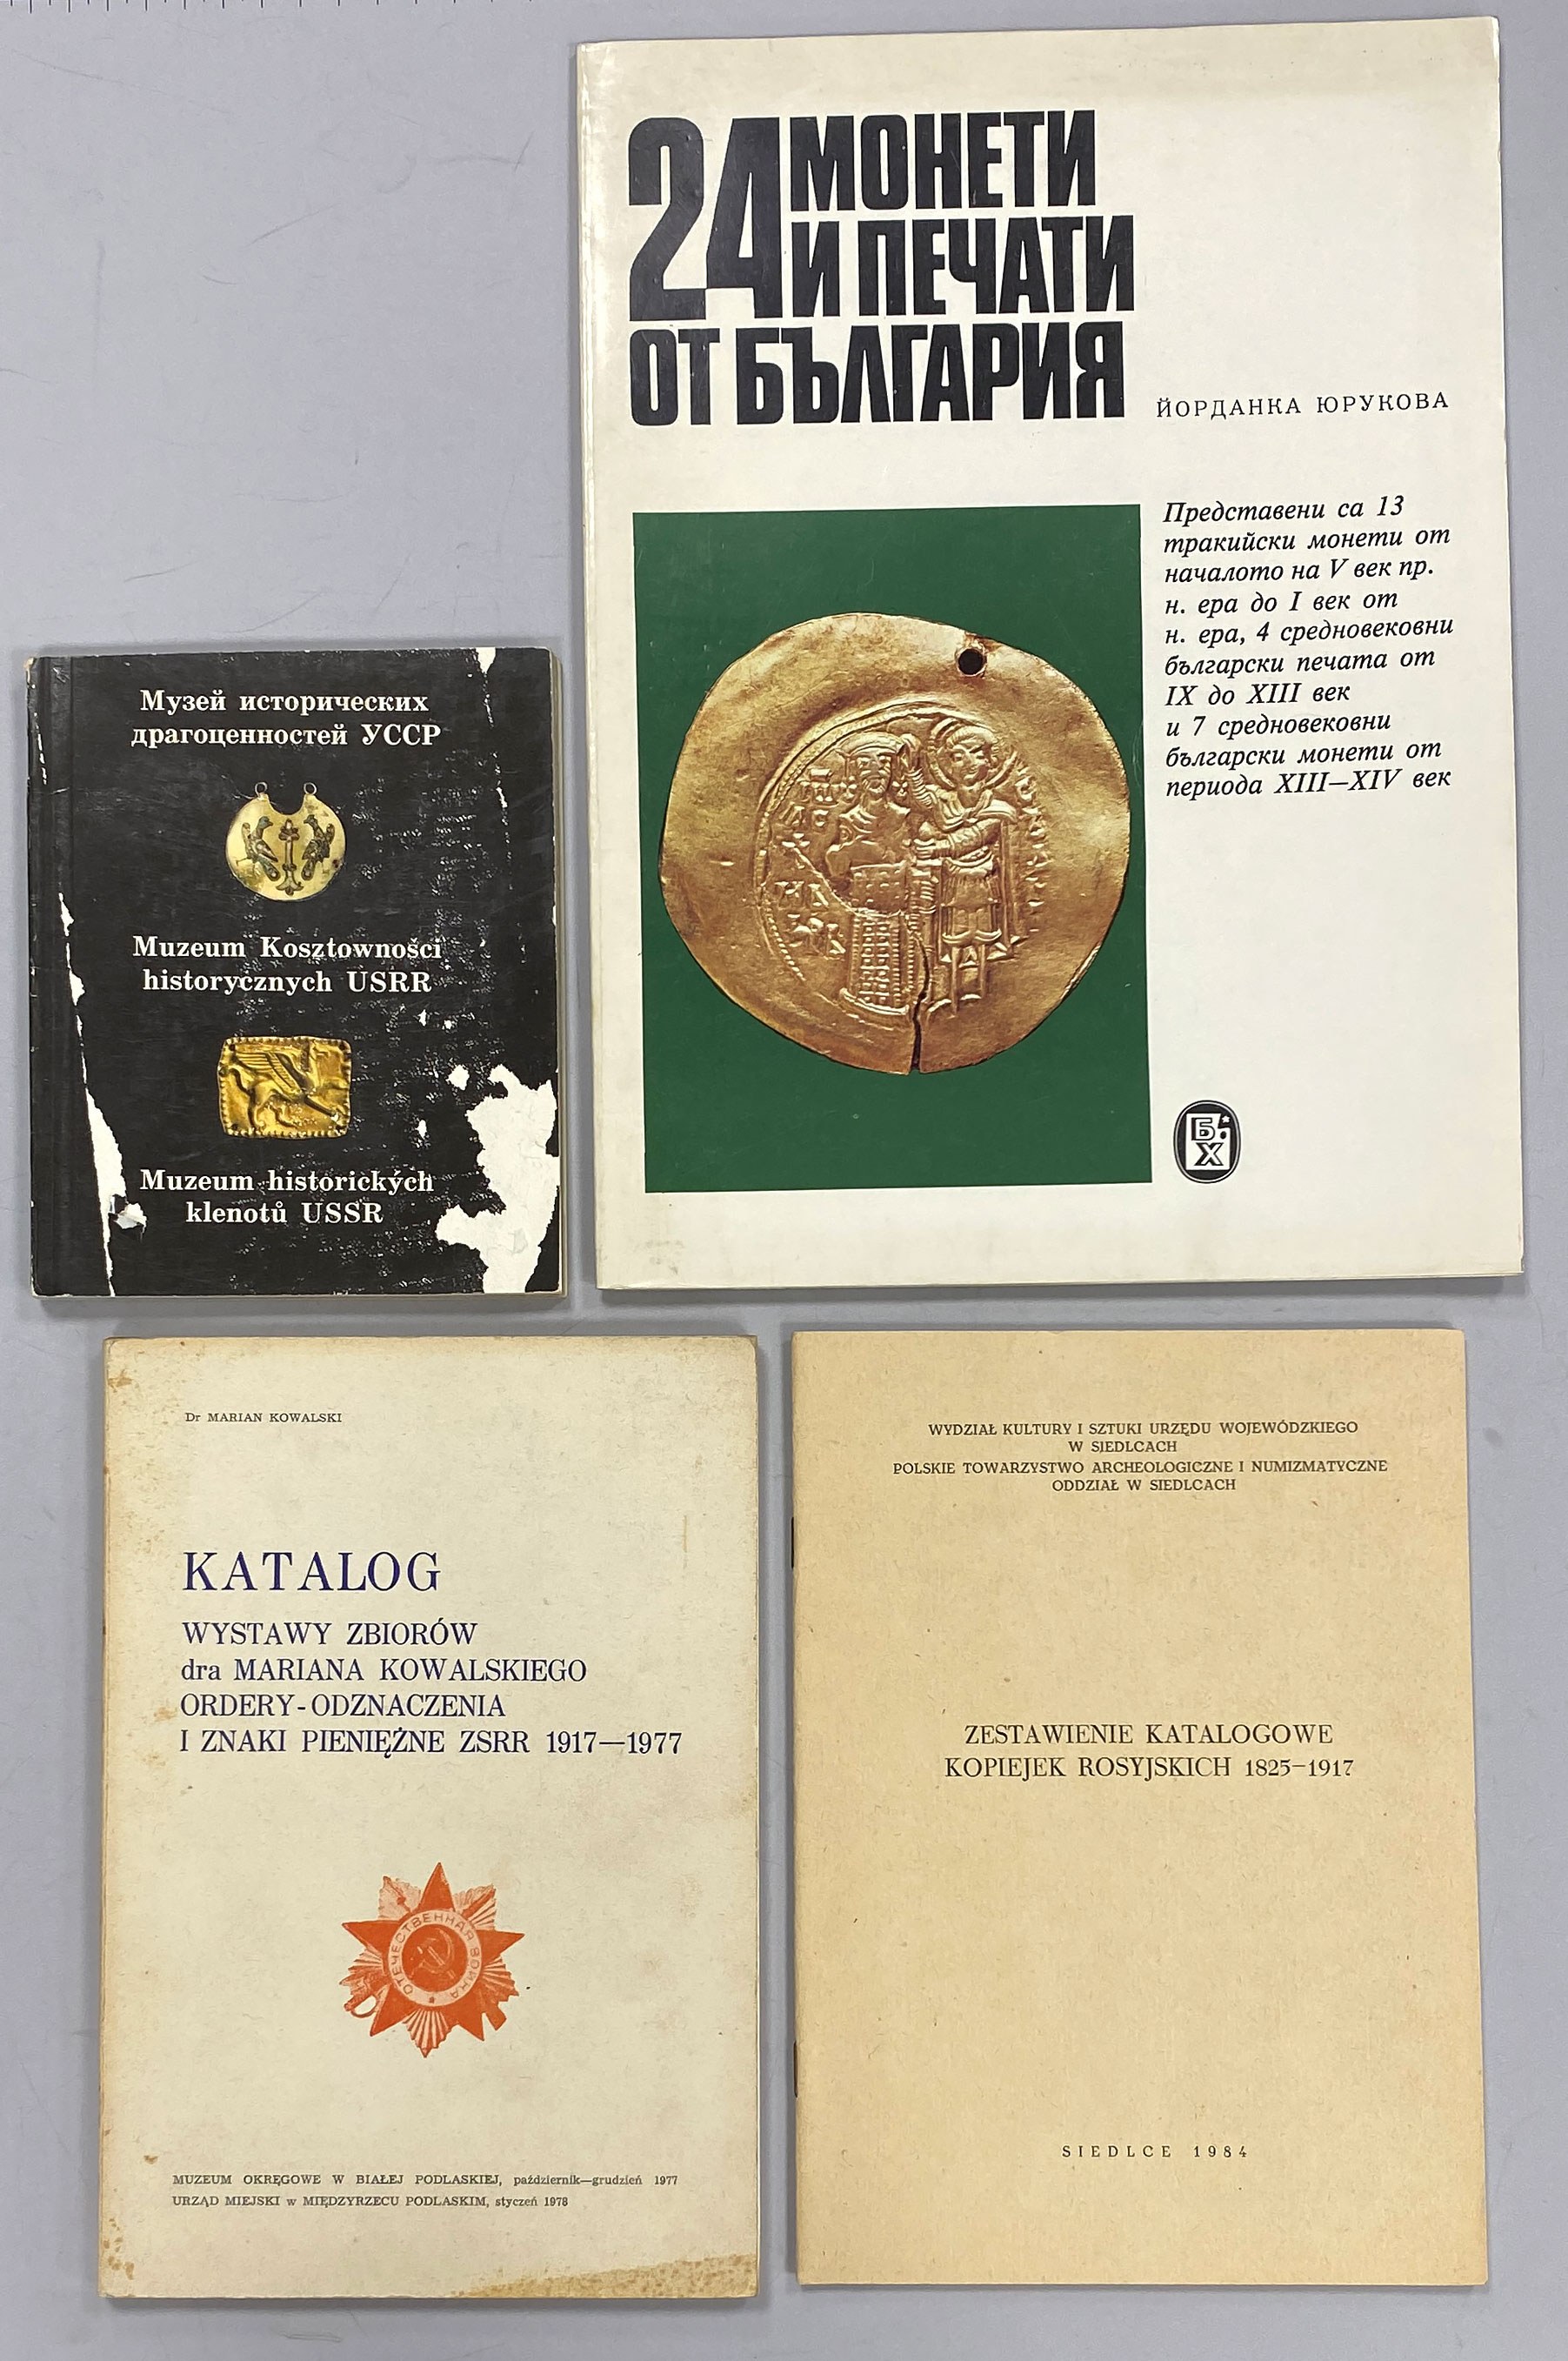 24 МОНЕТИ
И ПЕЧАТИ
ОТ БЪЛГАРИЯ
ЙОРДАНКА ЮРУКОВА
Представени са 13
тракийски монети от
началото на V век пр.
н. ера до I век от
н. ера, 4 средновековни
български печата от
IX до XIII век
и 7 средновековни
български монети от
периода XIII—XIV век
Б
Х
Музей исторических
драгоценностей УССР
Muzeum Kosztowności
historycznych USRR
Muzeum historických
klenotů USSR
Dr MARIAN KOWALSKI
KATALOG
WYSTAWY ZBIORÓW
dra MARIANA KOWALSKIEGO
ORDERY-ODZNACZENIA
I ZNAKI PIENIĘŻNE ZSRR 1917—1977
ОТЕЧЕСТВЕННАЯ ВОЙНА
MUZEUM OKRĘGOWE W BIAŁEJ PODLASKIEJ, październik—grudzień 1977
URZĄD MIEJSKI w MIĘDZYRZECU PODLASKIM, styczeń 1978
WYDZIAŁ KULTURY I SZTUKI URZĘDU WOJEWÓDZKIEGO
W SIEDLCACH
POLSKIE TOWARZYSTWO ARCHEOLOGICZNE I NUMIZMATYCZNE
ODDZIAŁ W SIEDLCACH
ZESTAWIENIE KATALOGOWE
KOPIEJEK ROSYJSKICH 1825—1917
SIEDLCE 1984